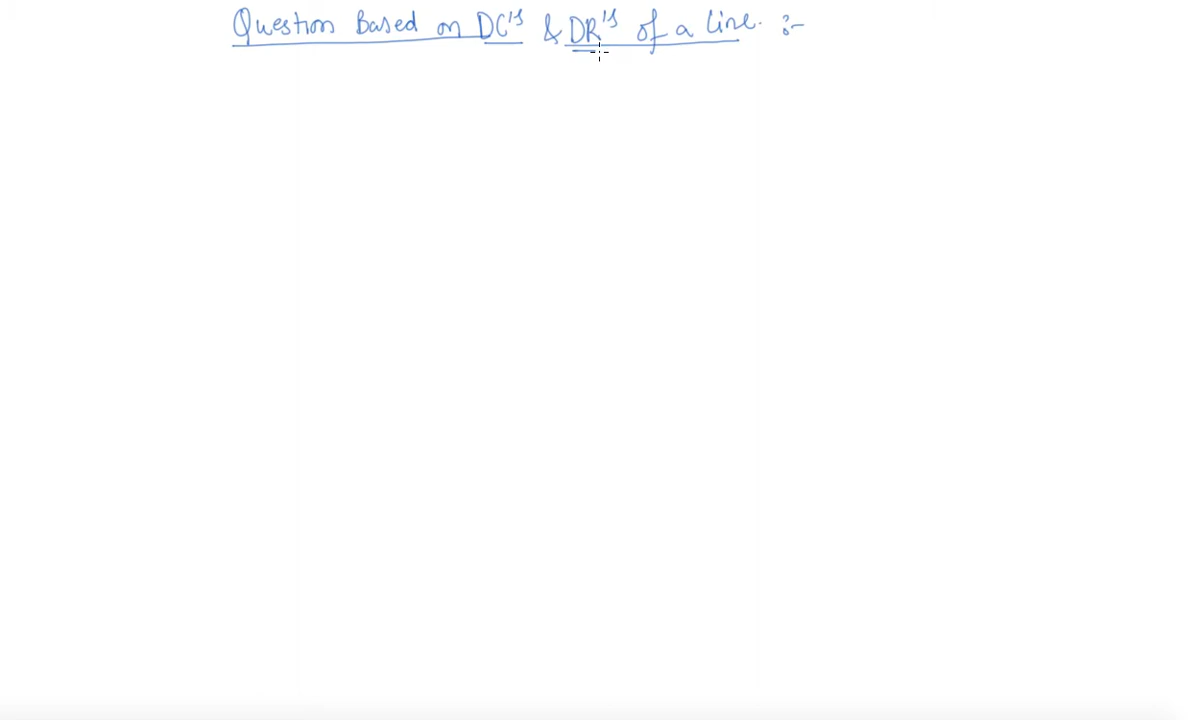 Question Based on DC's & DR's of a line. :-